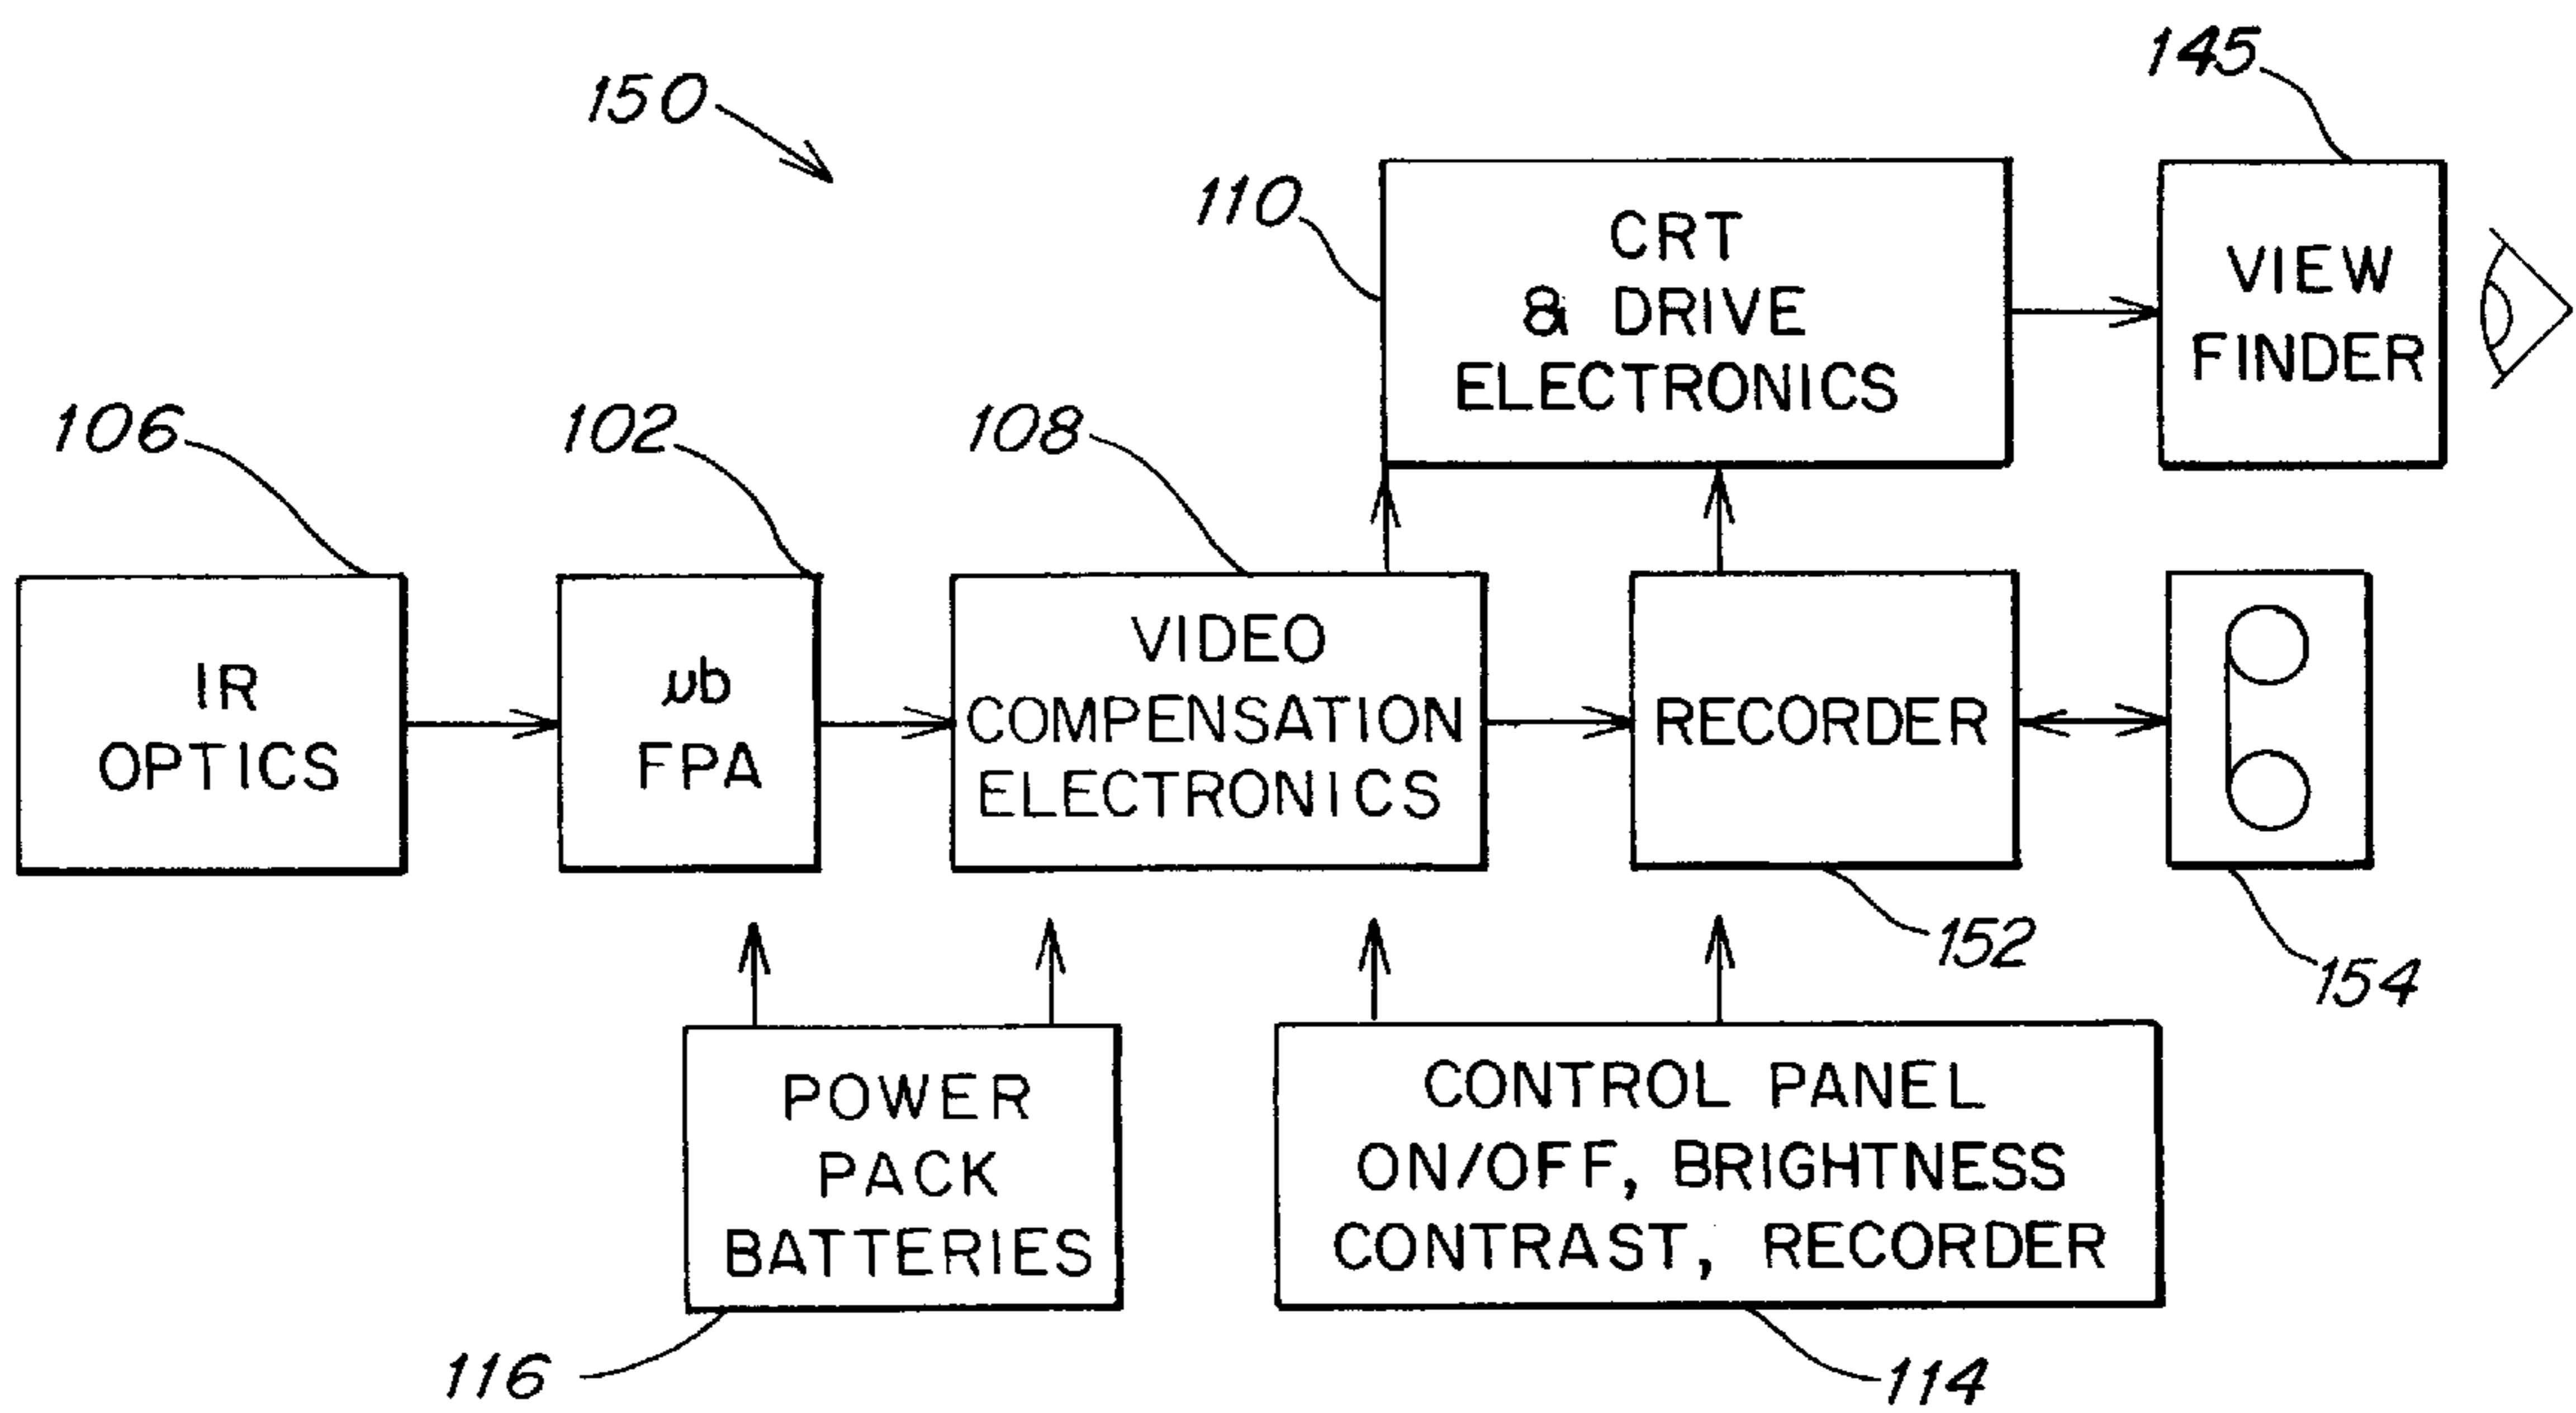 150
145
110
CRT
& DRIVE
ELECTRONICS
VIEW
FINDER
106
102
108
IR
OPTICS
μb
FPA
VIDEO
COMPENSATION
ELECTRONICS
RECORDER
152
154
POWER
PACK
BATTERIES
CONTROL PANEL
ON/OFF, BRIGHTNESS
CONTRAST, RECORDER
116
114